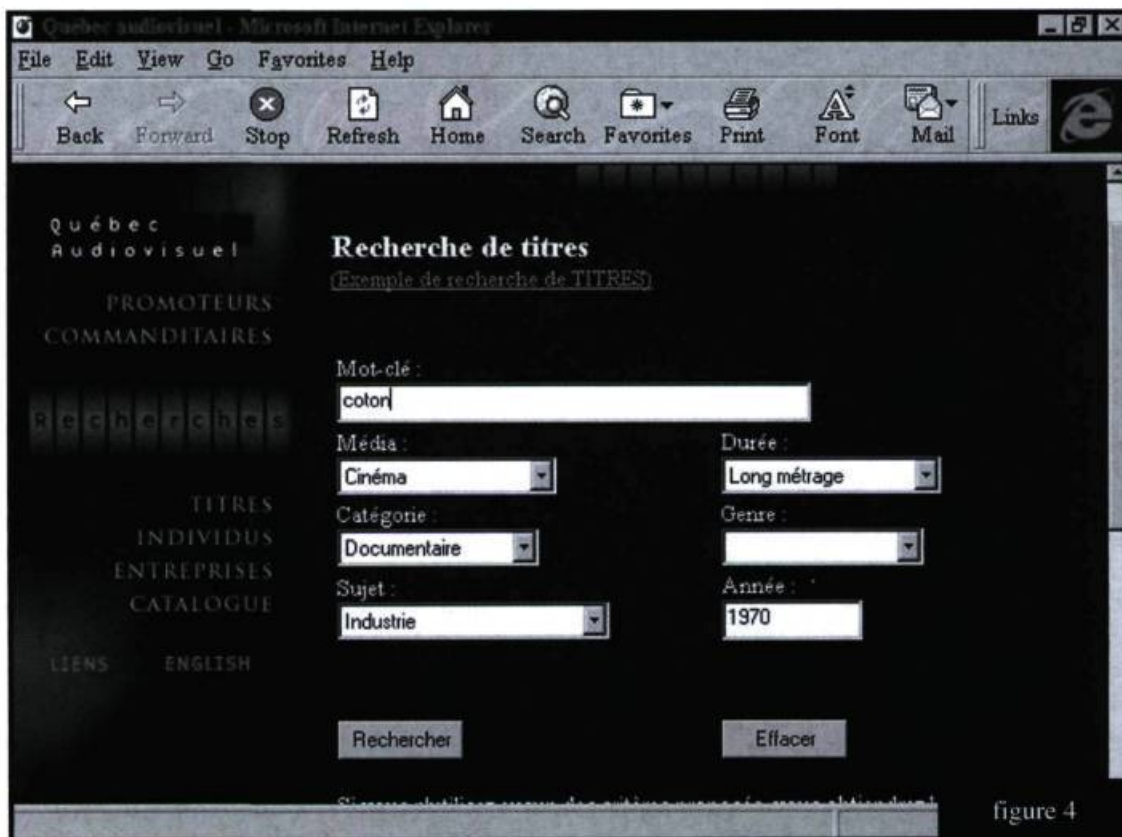 Québec audiovisuel - Microsoft Internet Explorer
File Edit View Go Favorites Help
Back Forward Stop Refresh Home Search Favorites Print Font Mail Links
Québec
Audiovisuel
PROMOTEURS
COMMANDITAIRES
Recherches
TITRES
INDIVIDUS
ENTREPRISES
CATALOGUE
LIENS ENGLISH
Recherche de titres
(Exemple de recherche de TITRES)
Mot-clé :
coton
Média : Durée :
Cinéma Long métrage
Catégorie : Genre :
Documentaire
Sujet : Année :
Industrie 1970
Rechercher Effacer
figure 4